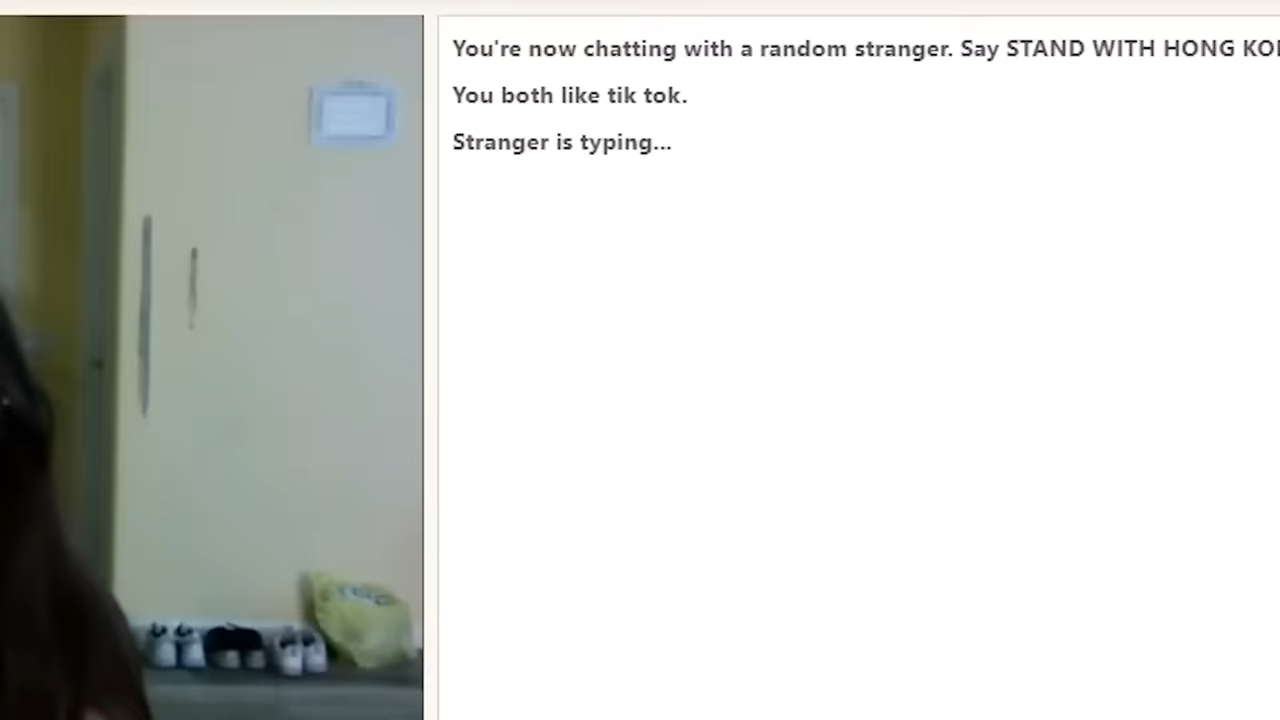 You're now chatting with a random stranger. Say STAND WITH HONG
You both like tik tok.
Stranger is typing...